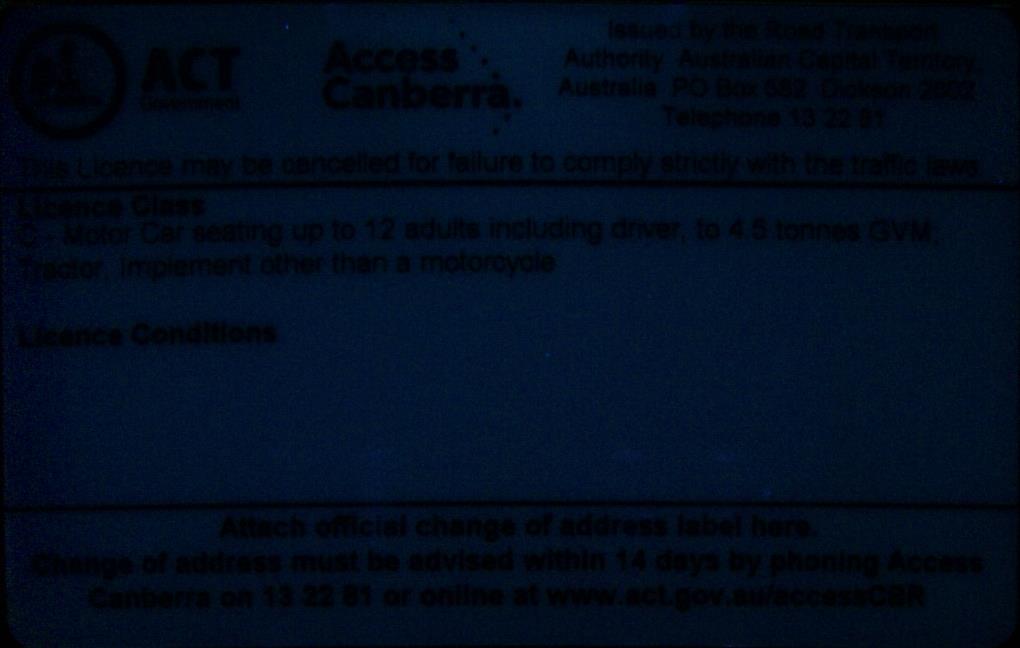 ACT
Government
Access
Canberra.
Issued by the Road Transport
Authority Australian Capital Territory,
Australia PO Box 582 Dickson 2602
Telephone 13 22 81
This Licence may be cancelled for failure to comply strictly with the traffic laws
Licence Class
C - Motor Car seating up to 12 adults including driver, to 4.5 tonnes GVM,
Tractor, Implement other than a motorcycle
Licence Conditions
Attach official change of address label here.
Change of address must be advised within 14 days by phoning Access
Canberra on 13 22 81 or online at www.act.gov.au/accessCBR